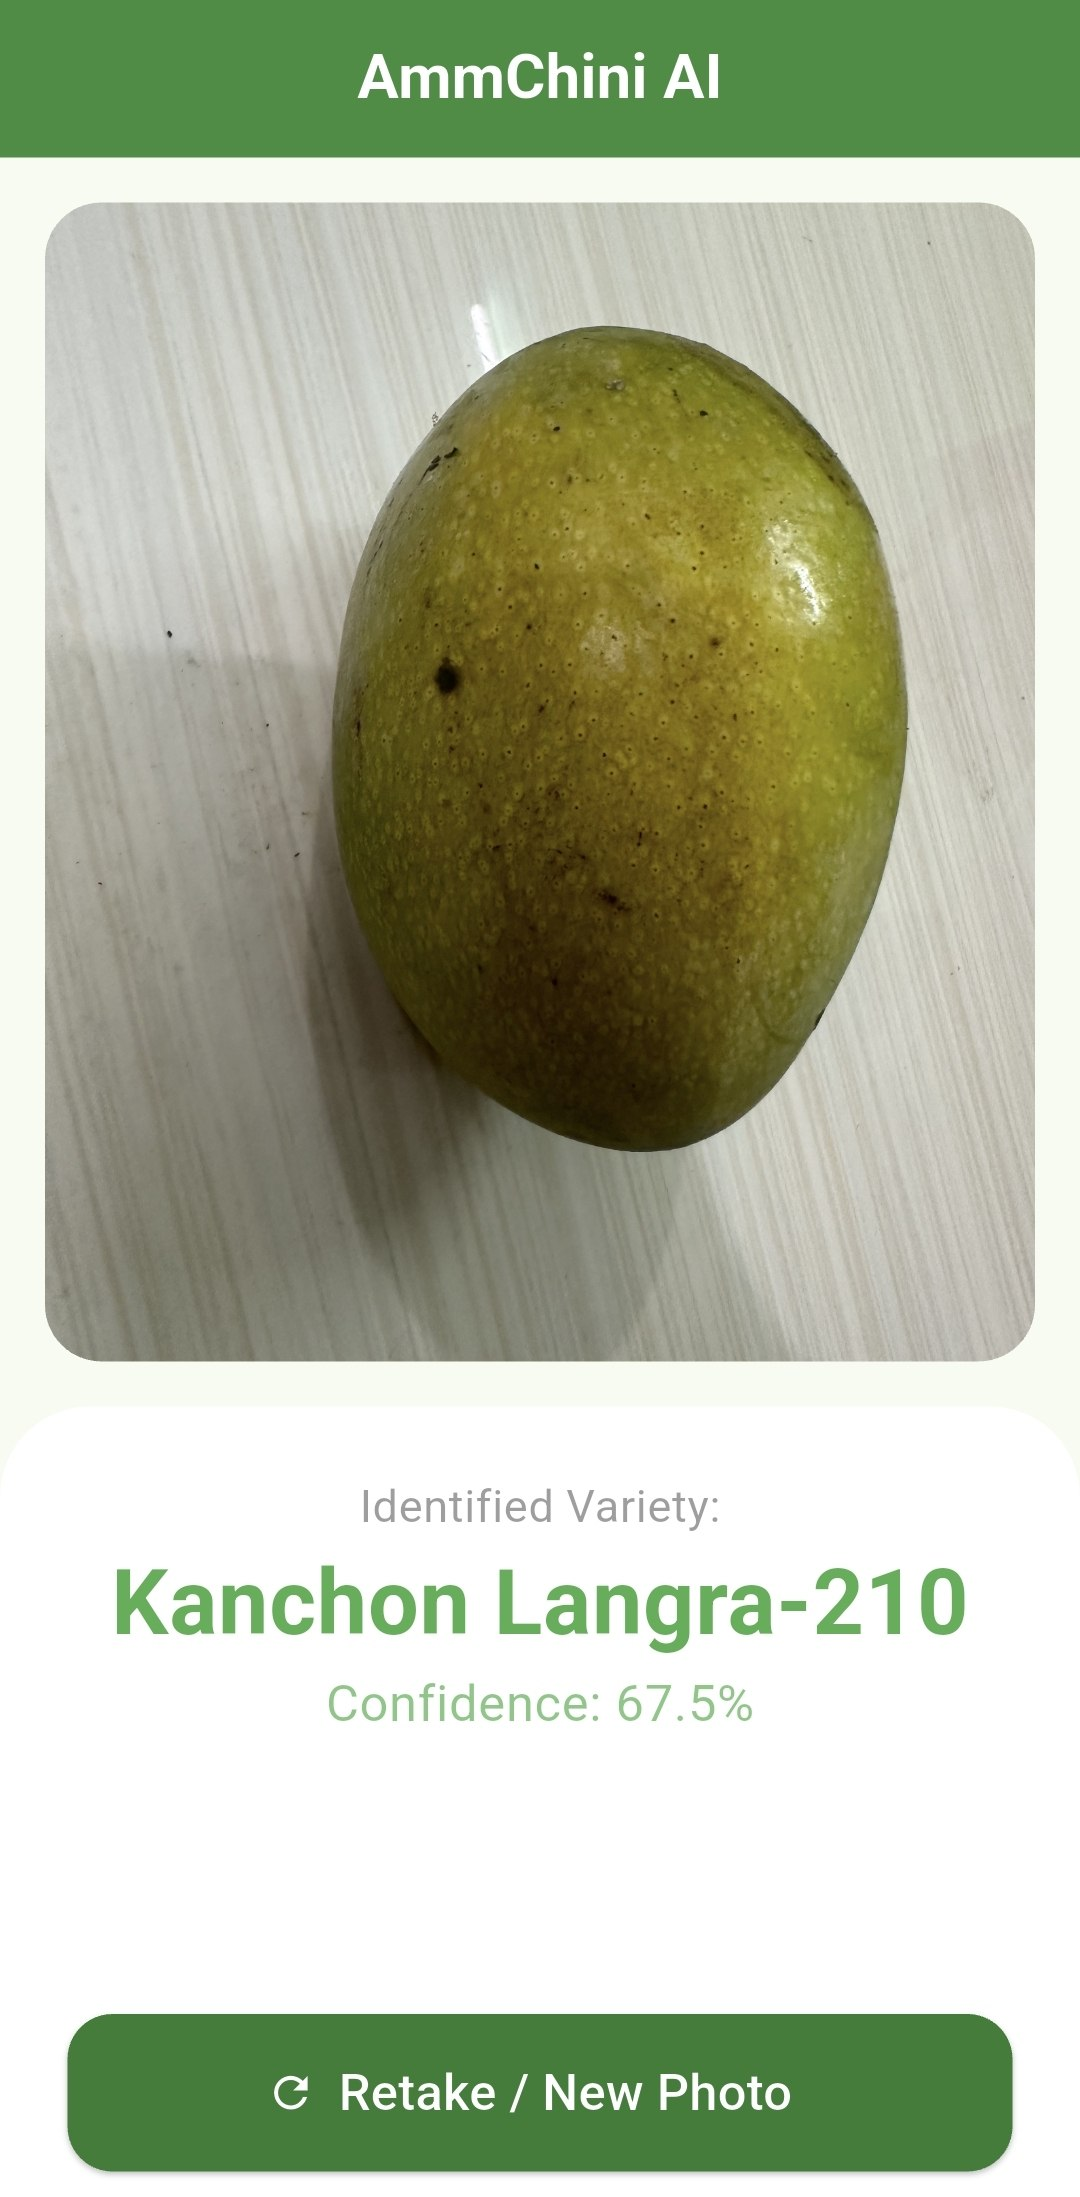 AmmChini AI
Identified Variety:
Kanchon Langra-210
Confidence: 67.5%
Retake / New Photo